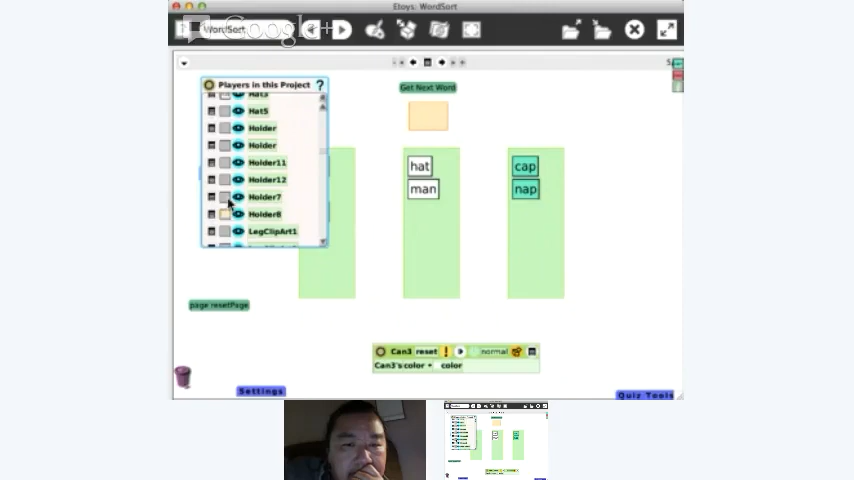 Etoys: WordSort
WordSort
Google+
Players in this Project ?
Get Next Word
Hat3
Hat5
Holder
Holder
Holder11
Holder12
Holder7
Holder8
LegClipArt1
hat
man
cap
nap
page resetPage
Can3 reset ! normal
Can3's color ← color
Settings
Quiz Tools